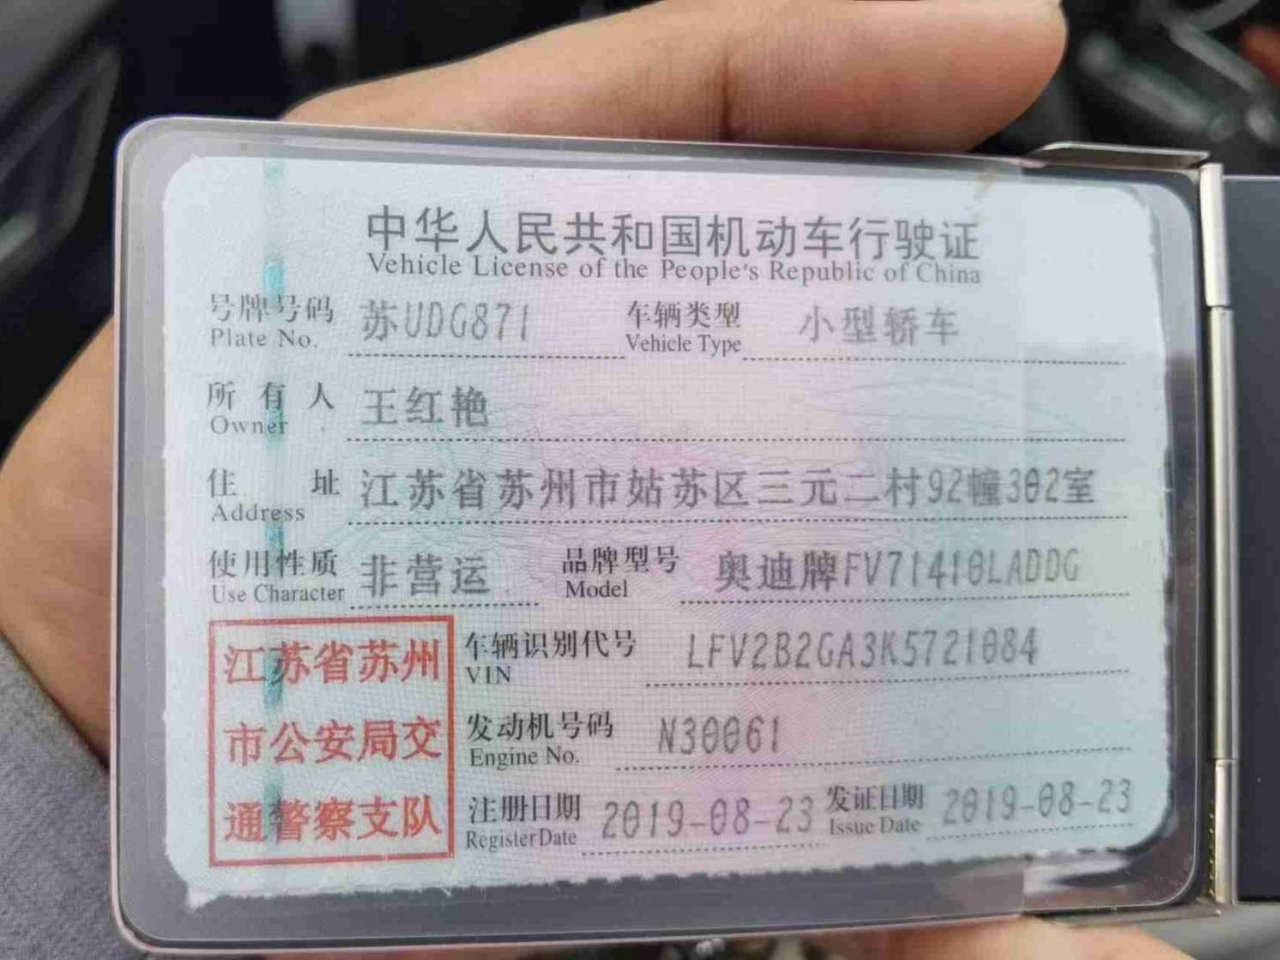 中华人民共和国机动车行驶证
Vehicle License of the People's Republic of China
号牌号码 苏UDG871 车辆类型 小型轿车
Plate No. Vehicle Type
所有人 王红艳
Owner
住址 江苏省苏州市姑苏区三元二村92幢302室
Address
使用性质 非营运 品牌型号 奥迪牌FV71410LADDG
Use Character Model
江苏省苏州
市公安局交
通警察支队
车辆识别代号 LFV2B2GA3K5721084
VIN
发动机号码 N30061
Engine No.
注册日期 2019-08-23 发证日期 2019-08-23
Register Date Issue Date